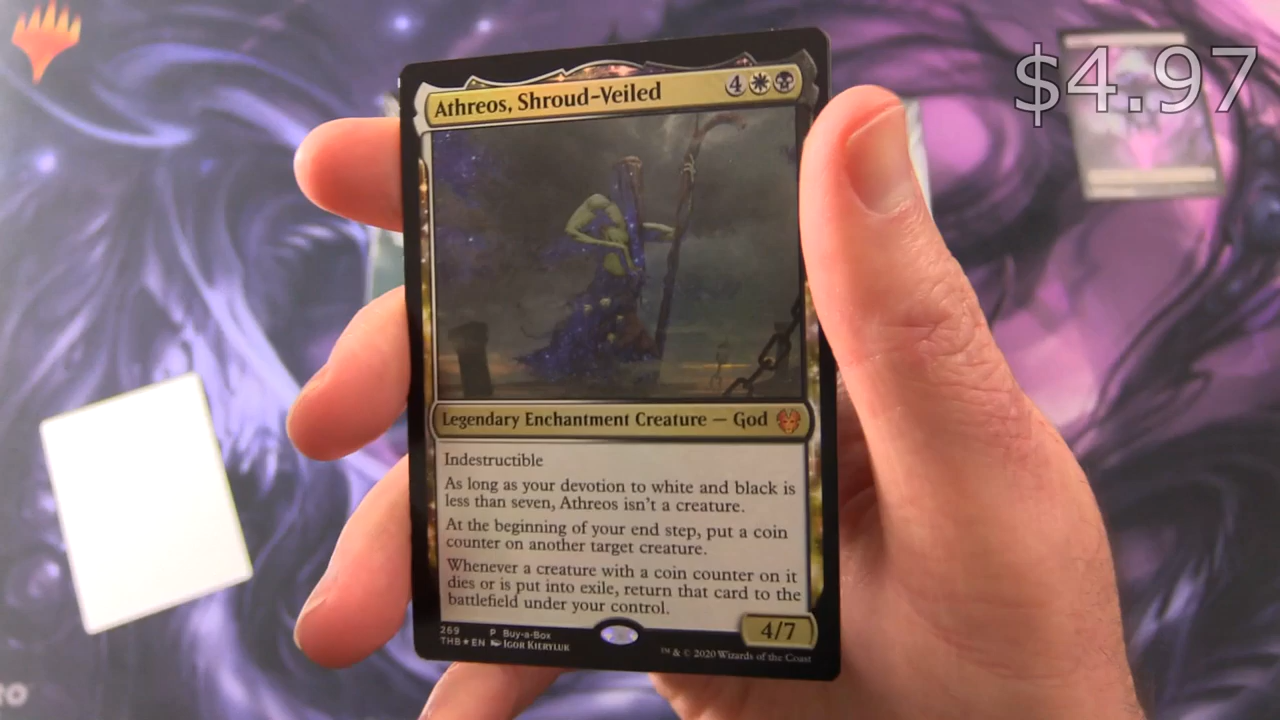 $4.97
Athreos, Shroud-Veiled 4
Legendary Enchantment Creature — God
Indestructible
As long as your devotion to white and black is
less than seven, Athreos isn't a creature.
At the beginning of your end step, put a coin
counter on another target creature.
Whenever a creature with a coin counter on it
dies or is put into exile, return that card to the
battlefield under your control.
4/7
269 P Buy-a-Box
THB★EN Igor Kieryluk
™ & © 2020 Wizards of the Coast